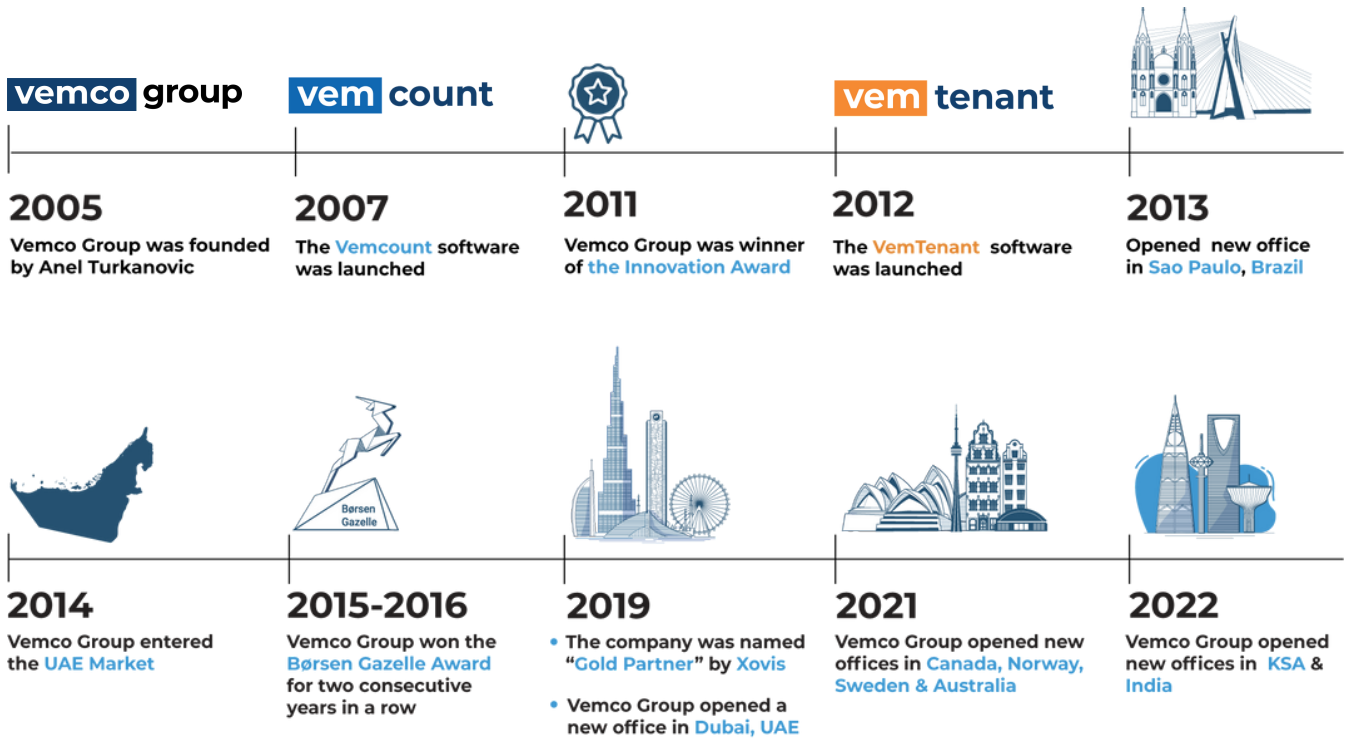 vemco group
vem count
vem tenant
2005
Vemco Group was founded
by Anel Turkanovic
2007
The Vemcount software
was launched
2011
Vemco Group was winner
of the Innovation Award
2012
The VemTenant software
was launched
2013
Opened new office
in Sao Paulo, Brazil
Børsen
Gazelle
2014
Vemco Group entered
the UAE Market
2015-2016
Vemco Group won the
Børsen Gazelle Award
for two consecutive
years in a row
2019
• The company was named
“Gold Partner” by Xovis
• Vemco Group opened a
new office in Dubai, UAE
2021
Vemco Group opened new
offices in Canada, Norway,
Sweden & Australia
2022
Vemco Group opened
new offices in KSA &
India